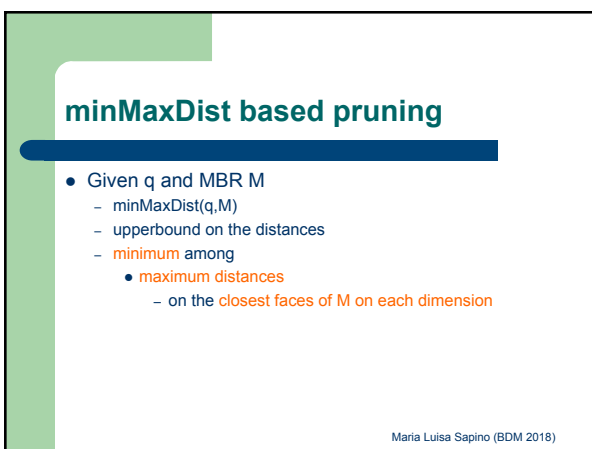 minMaxDist based pruning
● Given q and MBR M
– minMaxDist(q,M)
– upperbound on the distances
– minimum among
● maximum distances
– on the closest faces of M on each dimension
Maria Luisa Sapino (BDM 2018)